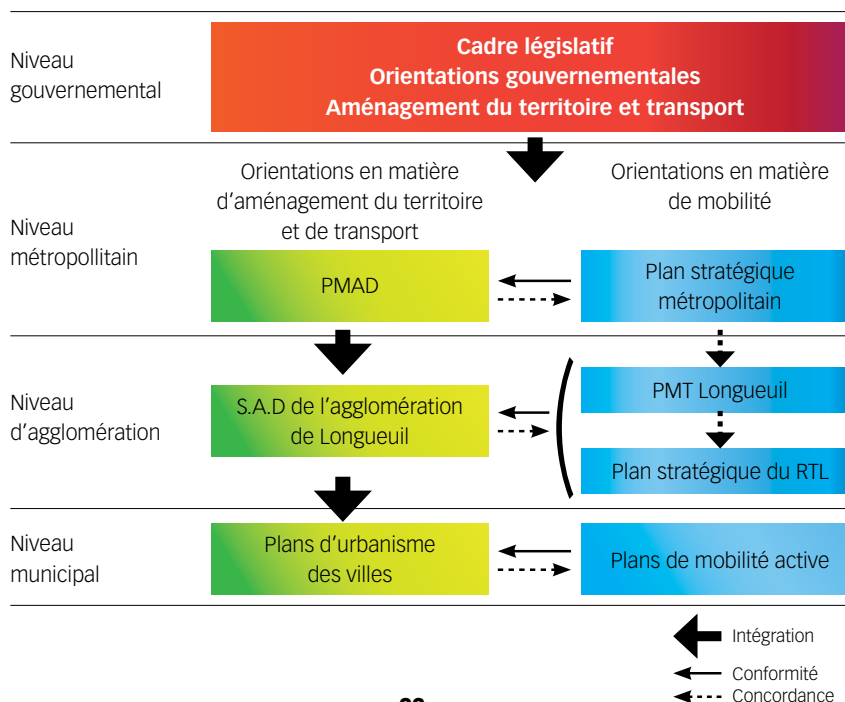 Niveau
gouvernemental
Cadre législatif
Orientations gouvernementales
Aménagement du territoire et transport
Niveau
métropollitain
Orientations en matière
d'aménagement du territoire
et de transport
Orientations en matière
de mobilité
PMAD
Plan stratégique
métropolitain
Niveau
d'agglomération
S.A.D de l'agglomération
de Longueuil
PMT Longueuil
Plan stratégique du RTL
Niveau
municipal
Plans d'urbanisme
des villes
Plans de mobilité active
Intégration
Conformité
Concordance